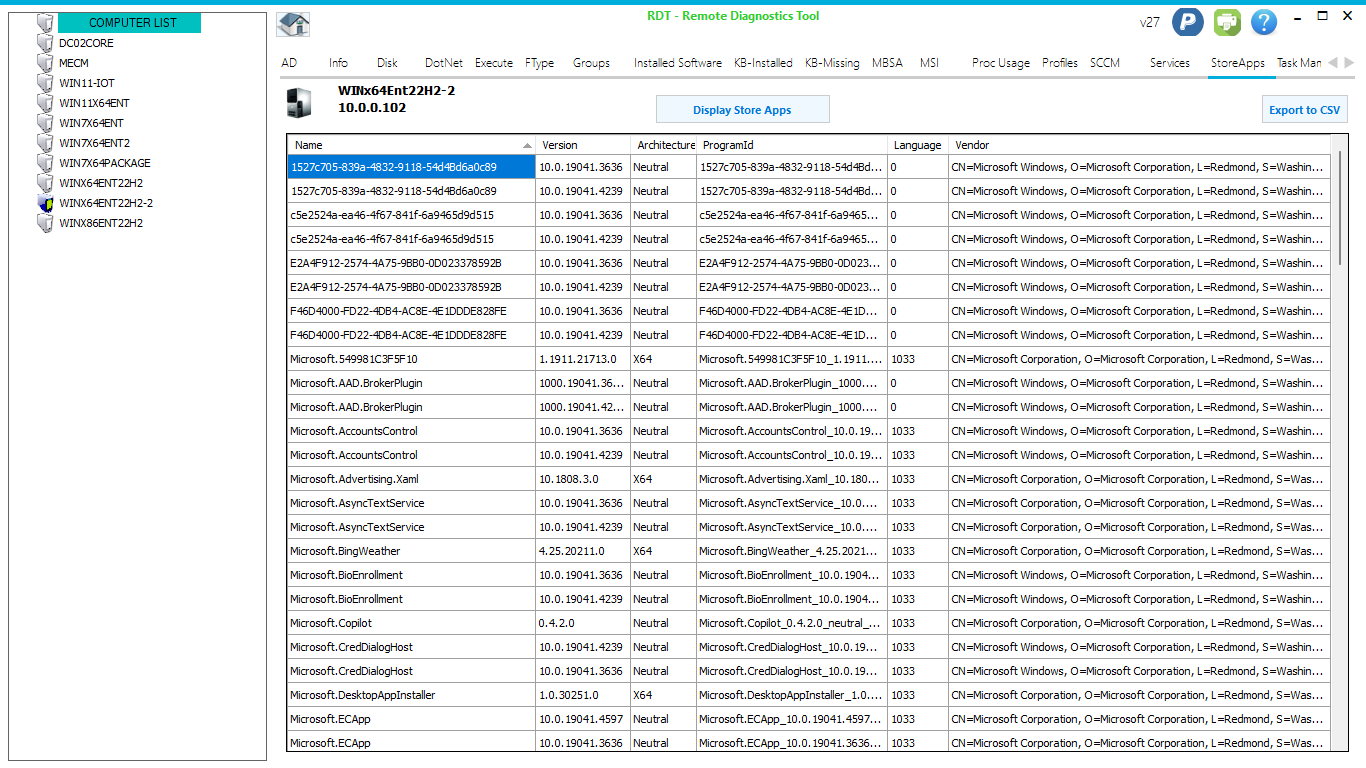 RDT - Remote Diagnostics Tool
v27
COMPUTER LIST
DC02CORE
MECM
WIN11-IOT
WIN11X64ENT
WIN7X64ENT
WIN7X64ENT2
WIN7X64PACKAGE
WINX64ENT22H2
WINX64ENT22H2-2
WINX86ENT22H2
AD Info Disk DotNet Execute FType Groups Installed Software KB-Installed KB-Missing MBSA MSI Proc Usage Profiles SCCM Services StoreApps Task Man
WINx64Ent22H2-2
10.0.0.102
Display Store Apps
Export to CSV
Name Version Architecture ProgramId Language Vendor
1527c705-839a-4832-9118-54d4Bd6a0c89 10.0.19041.3636 Neutral 1527c705-839a-4832-9118-54d4Bd... 0 CN=Microsoft Windows, O=Microsoft Corporation, L=Redmond, S=Washin...
1527c705-839a-4832-9118-54d4Bd6a0c89 10.0.19041.4239 Neutral 1527c705-839a-4832-9118-54d4Bd... 0 CN=Microsoft Windows, O=Microsoft Corporation, L=Redmond, S=Washin...
c5e2524a-ea46-4f67-841f-6a9465d9d515 10.0.19041.3636 Neutral c5e2524a-ea46-4f67-841f-6a9465... 0 CN=Microsoft Windows, O=Microsoft Corporation, L=Redmond, S=Washin...
c5e2524a-ea46-4f67-841f-6a9465d9d515 10.0.19041.4239 Neutral c5e2524a-ea46-4f67-841f-6a9465... 0 CN=Microsoft Windows, O=Microsoft Corporation, L=Redmond, S=Washin...
E2A4F912-2574-4A75-9BB0-0D023378592B 10.0.19041.3636 Neutral E2A4F912-2574-4A75-9BB0-0D023... 0 CN=Microsoft Windows, O=Microsoft Corporation, L=Redmond, S=Washin...
E2A4F912-2574-4A75-9BB0-0D023378592B 10.0.19041.4239 Neutral E2A4F912-2574-4A75-9BB0-0D023... 0 CN=Microsoft Windows, O=Microsoft Corporation, L=Redmond, S=Washin...
F46D4000-FD22-4DB4-AC8E-4E1DDDE828FE 10.0.19041.3636 Neutral F46D4000-FD22-4DB4-AC8E-4E1D... 0 CN=Microsoft Windows, O=Microsoft Corporation, L=Redmond, S=Washin...
F46D4000-FD22-4DB4-AC8E-4E1DDDE828FE 10.0.19041.4239 Neutral F46D4000-FD22-4DB4-AC8E-4E1D... 0 CN=Microsoft Windows, O=Microsoft Corporation, L=Redmond, S=Washin...
Microsoft.549981C3F5F10 1.1911.21713.0 X64 Microsoft.549981C3F5F10_1.1911.... 1033 CN=Microsoft Corporation, O=Microsoft Corporation, L=Redmond, S=Was...
Microsoft.AAD.BrokerPlugin 1000.19041.36... Neutral Microsoft.AAD.BrokerPlugin_1000.... 0 CN=Microsoft Windows, O=Microsoft Corporation, L=Redmond, S=Washin...
Microsoft.AAD.BrokerPlugin 1000.19041.42... Neutral Microsoft.AAD.BrokerPlugin_1000.... 0 CN=Microsoft Windows, O=Microsoft Corporation, L=Redmond, S=Washin...
Microsoft.AccountsControl 10.0.19041.3636 Neutral Microsoft.AccountsControl_10.0.19... 1033 CN=Microsoft Windows, O=Microsoft Corporation, L=Redmond, S=Washin...
Microsoft.AccountsControl 10.0.19041.4239 Neutral Microsoft.AccountsControl_10.0.19... 1033 CN=Microsoft Windows, O=Microsoft Corporation, L=Redmond, S=Washin...
Microsoft.Advertising.Xaml 10.1808.3.0 X64 Microsoft.Advertising.Xaml_10.180... 1033 CN=Microsoft Corporation, O=Microsoft Corporation, L=Redmond, S=Was...
Microsoft.AsyncTextService 10.0.19041.3636 Neutral Microsoft.AsyncTextService_10.0.... 1033 CN=Microsoft Corporation, O=Microsoft Corporation, L=Redmond, S=Was...
Microsoft.AsyncTextService 10.0.19041.4239 Neutral Microsoft.AsyncTextService_10.0.... 1033 CN=Microsoft Corporation, O=Microsoft Corporation, L=Redmond, S=Was...
Microsoft.BingWeather 4.25.20211.0 X64 Microsoft.BingWeather_4.25.2021... 1033 CN=Microsoft Corporation, O=Microsoft Corporation, L=Redmond, S=Was...
Microsoft.BioEnrollment 10.0.19041.3636 Neutral Microsoft.BioEnrollment_10.0.1904... 1033 CN=Microsoft Windows, O=Microsoft Corporation, L=Redmond, S=Washin...
Microsoft.BioEnrollment 10.0.19041.4239 Neutral Microsoft.BioEnrollment_10.0.1904... 1033 CN=Microsoft Windows, O=Microsoft Corporation, L=Redmond, S=Washin...
Microsoft.Copilot 0.4.2.0 Neutral Microsoft.Copilot_0.4.2.0_neutral_... 1033 CN=Microsoft Corporation, O=Microsoft Corporation, L=Redmond, S=Was...
Microsoft.CredDialogHost 10.0.19041.4239 Neutral Microsoft.CredDialogHost_10.0.19... 1033 CN=Microsoft Windows, O=Microsoft Corporation, L=Redmond, S=Washin...
Microsoft.CredDialogHost 10.0.19041.3636 Neutral Microsoft.CredDialogHost_10.0.19... 1033 CN=Microsoft Windows, O=Microsoft Corporation, L=Redmond, S=Washin...
Microsoft.DesktopAppInstaller 1.0.30251.0 X64 Microsoft.DesktopAppInstaller_1.0.... 1033 CN=Microsoft Corporation, O=Microsoft Corporation, L=Redmond, S=Was...
Microsoft.ECApp 10.0.19041.4597 Neutral Microsoft.ECApp_10.0.19041.4597... 1033 CN=Microsoft Windows, O=Microsoft Corporation, L=Redmond, S=Washin...
Microsoft.ECApp 10.0.19041.3636 Neutral Microsoft.ECApp_10.0.19041.3636... 1033 CN=Microsoft Windows, O=Microsoft Corporation, L=Redmond, S=Washin...